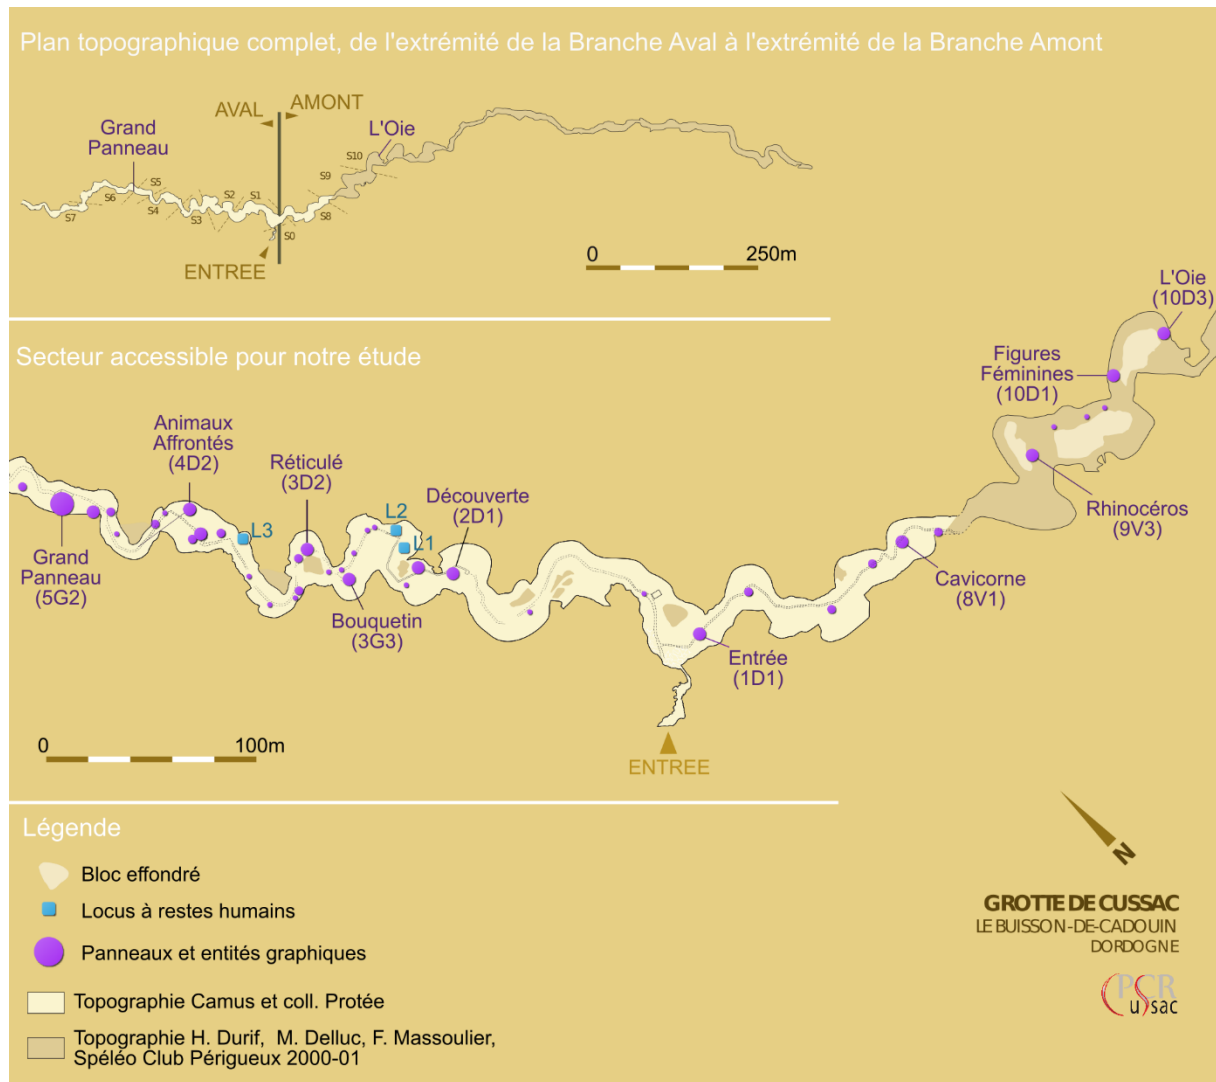 Plan topographique complet, de l'extrémité de la Branche Aval à l'extrémité de la Branche Amont
AVAL
AMONT
Grand
Panneau
L'Oie
S10
S9
S8
S7
S6
S5
S4
S3
S2
S1
S0
ENTREE
0
250m
Secteur accessible pour notre étude
L'Oie
(10D3)
Figures
Féminines
(10D1)
Animaux
Affrontés
(4D2)
Réticulé
(3D2)
Découverte
(2D1)
L2
L1
L3
Rhinocéros
(9V3)
Grand
Panneau
(5G2)
Cavicorne
(8V1)
Bouquetin
(3G3)
Entrée
(1D1)
0
100m
ENTREE
Légende
Bloc effondré
Locus à restes humains
Panneaux et entités graphiques
Topographie Camus et coll. Protée
Topographie H. Durif, M. Delluc, F. Massoulier,
Spéléo Club Périgueux 2000-01
N
GROTTE DE CUSSAC
LE BUISSON-DE-CADOUIN
DORDOGNE
PCR
ussac